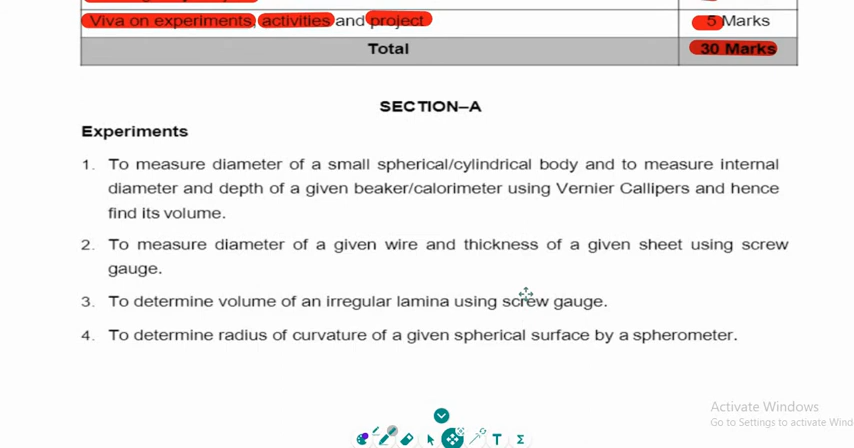 Viva on experiments, activities and project 5 Marks
Total 30 Marks
SECTION–A
Experiments
1. To measure diameter of a small spherical/cylindrical body and to measure internal
diameter and depth of a given beaker/calorimeter using Vernier Callipers and hence
find its volume.
2. To measure diameter of a given wire and thickness of a given sheet using screw
gauge.
3. To determine volume of an irregular lamina using screw gauge.
4. To determine radius of curvature of a given spherical surface by a spherometer.
Activate Windows
Go to Settings to activate Wind
T Σ